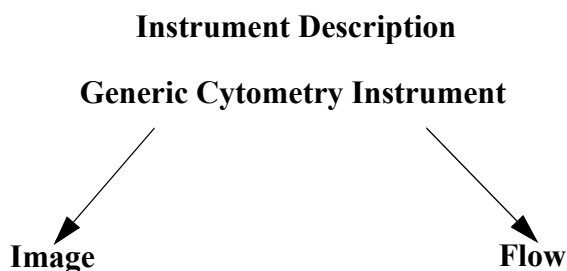 Instrument Description
Generic Cytometry Instrument
Image Flow